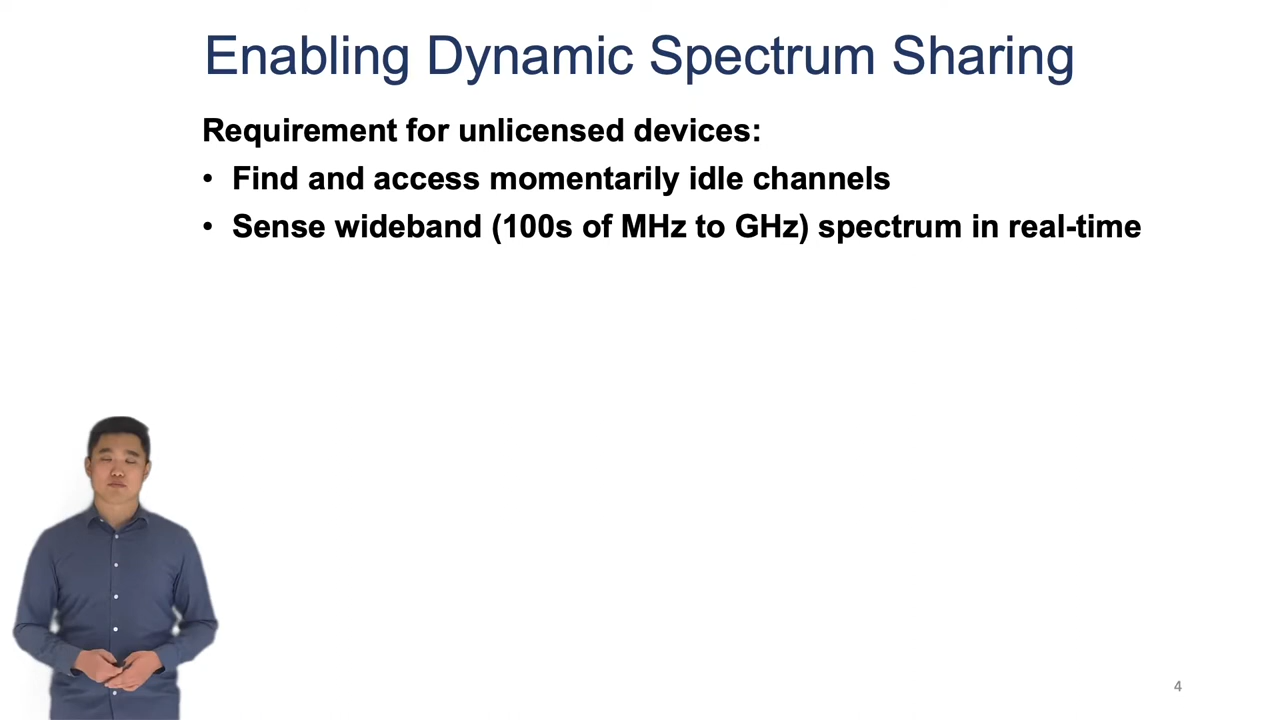 Enabling Dynamic Spectrum Sharing
Requirement for unlicensed devices:
• Find and access momentarily idle channels
• Sense wideband (100s of MHz to GHz) spectrum in real-time
4